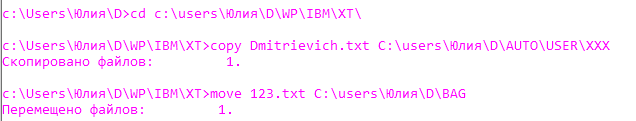 c:\Users\Юлия\D>cd c:\users\Юлия\D\WP\IBM\XT\
c:\Users\Юлия\D\WP\IBM\XT>copy Dmitrievich.txt C:\users\Юлия\D\AUTO\USER\XXX
Скопировано файлов:         1.
c:\Users\Юлия\D\WP\IBM\XT>move 123.txt C:\users\Юлия\D\BAG
Перемещено файлов:         1.